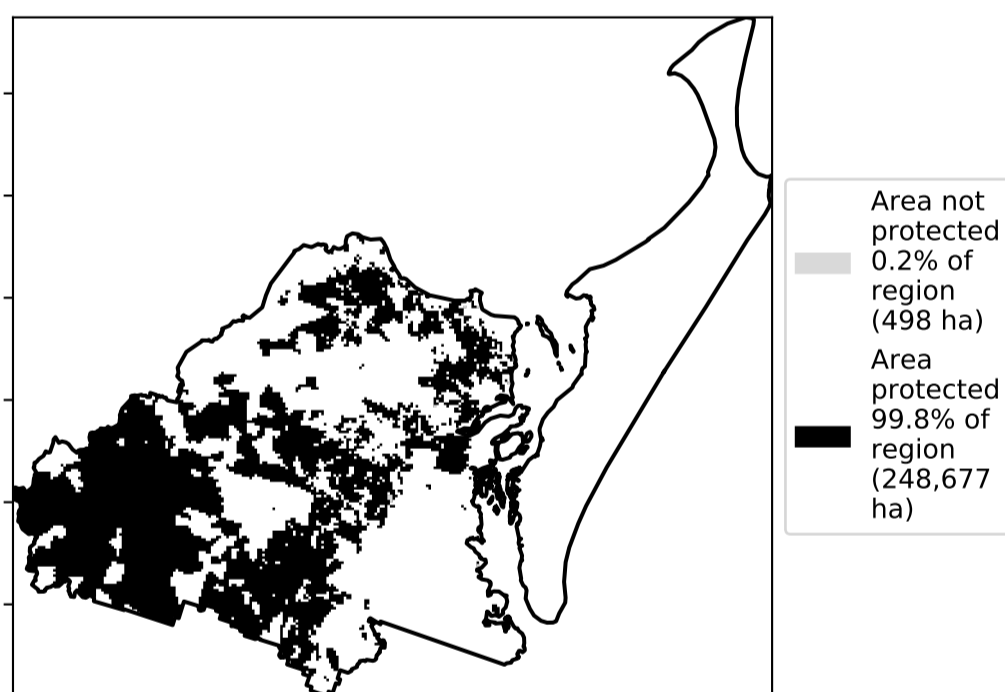 Area not
protected
0.2% of
region
(498 ha)
Area
protected
99.8% of
region
(248,677
ha)